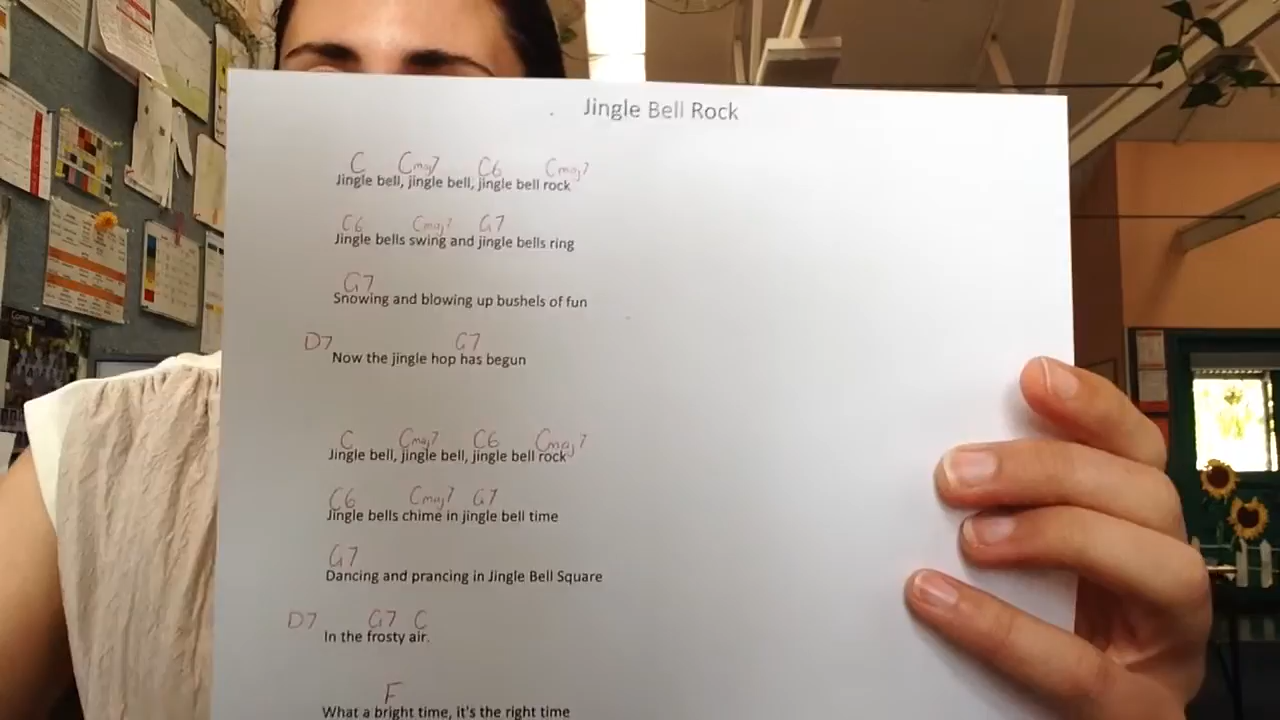 Jingle Bell Rock
C Cmaj7 C6 Cmaj7
Jingle bell, jingle bell, jingle bell rock
C6 Cmaj7 G7
Jingle bells swing and jingle bells ring
G7
Snowing and blowing up bushels of fun
D7 G7
Now the jingle hop has begun
C Cmaj7 C6 Cmaj7
Jingle bell, jingle bell, jingle bell rock
C6 Cmaj7 G7
Jingle bells chime in jingle bell time
G7
Dancing and prancing in Jingle Bell Square
D7 G7 C
In the frosty air.
F
What a bright time, it's the right time